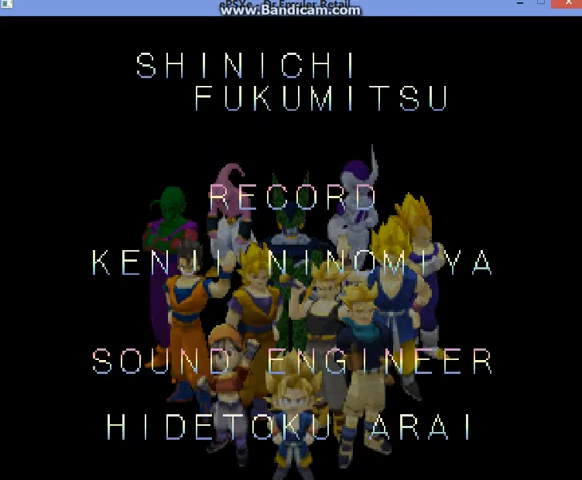 www.Bandicam.com
SHINICHI
FUKUMITSU
RECORD
KENJI NINOMIYA
SOUND ENGINEER
HIDETOKU ARAI